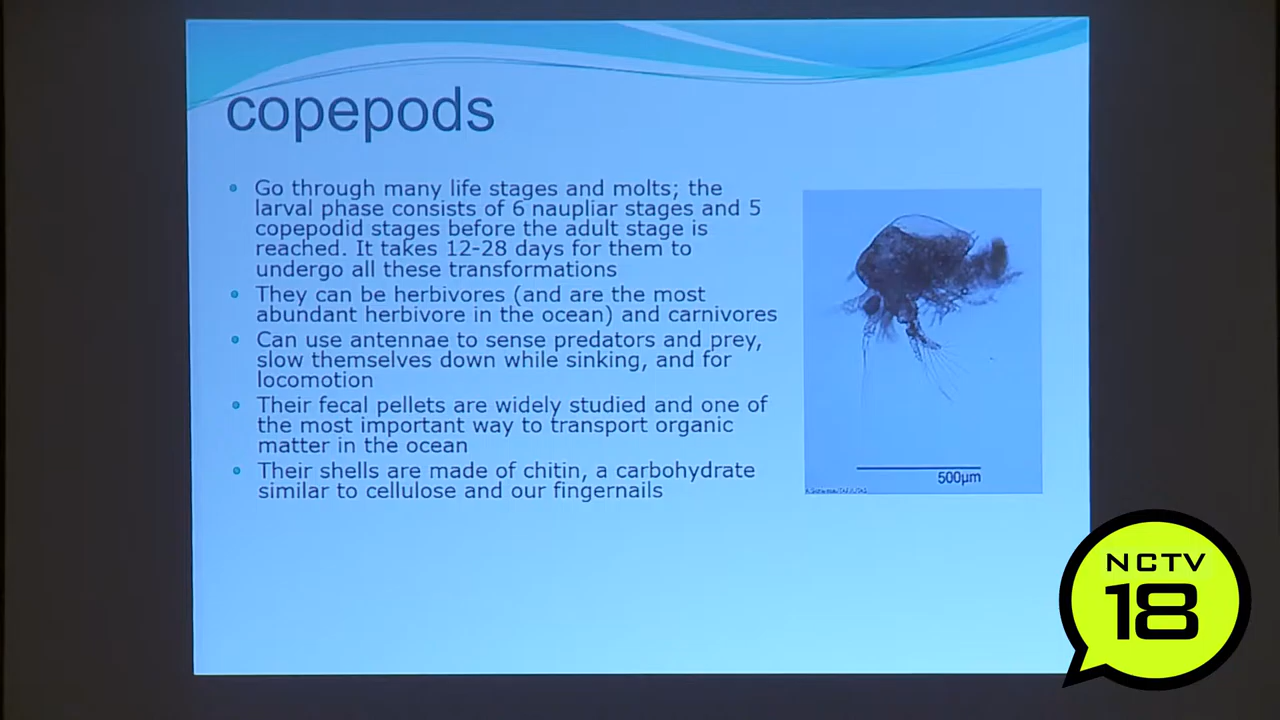 copepods
• Go through many life stages and molts; the
larval phase consists of 6 naupliar stages and 5
copepodid stages before the adult stage is
reached. It takes 12-28 days for them to
undergo all these transformations
• They can be herbivores (and are the most
abundant herbivore in the ocean) and carnivores
• Can use antennae to sense predators and prey,
slow themselves down while sinking, and for
locomotion
• Their fecal pellets are widely studied and one of
the most important way to transport organic
matter in the ocean
• Their shells are made of chitin, a carbohydrate
similar to cellulose and our fingernails
500µm
NCTV
18